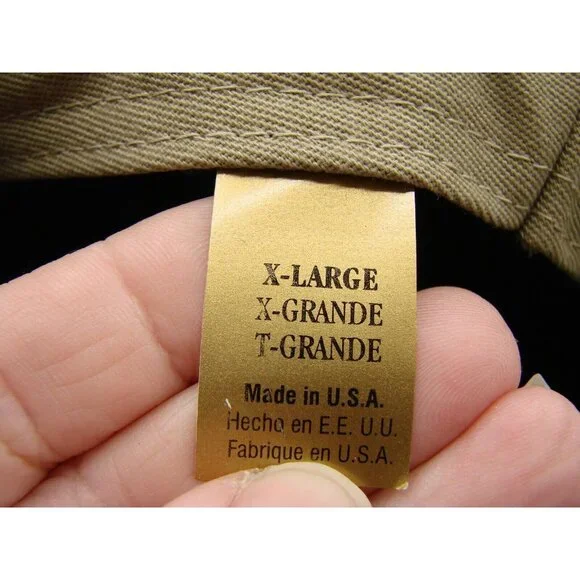 X-LARGE
X-GRANDE
T-GRANDE
Made in U.S.A.
Hecho en E.E. U.U.
Fabrique en U.S.A.